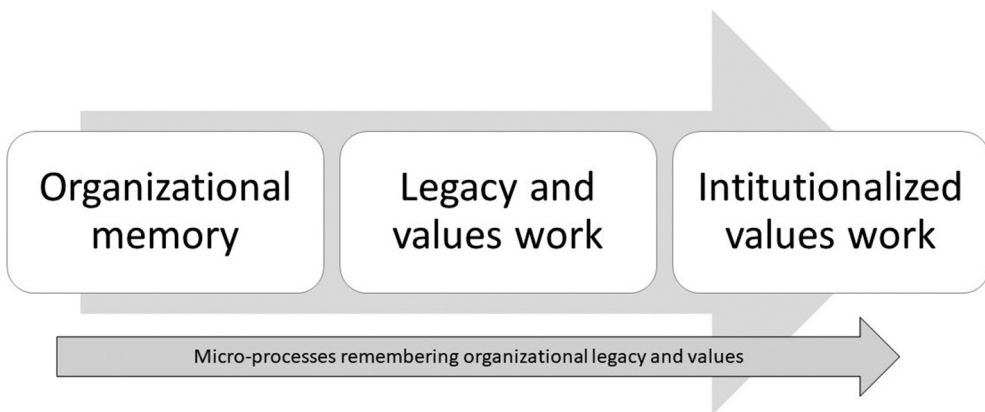 Organizational
memory
Legacy and
values work
Intitutionalized
values work
Micro-processes remembering organizational legacy and values